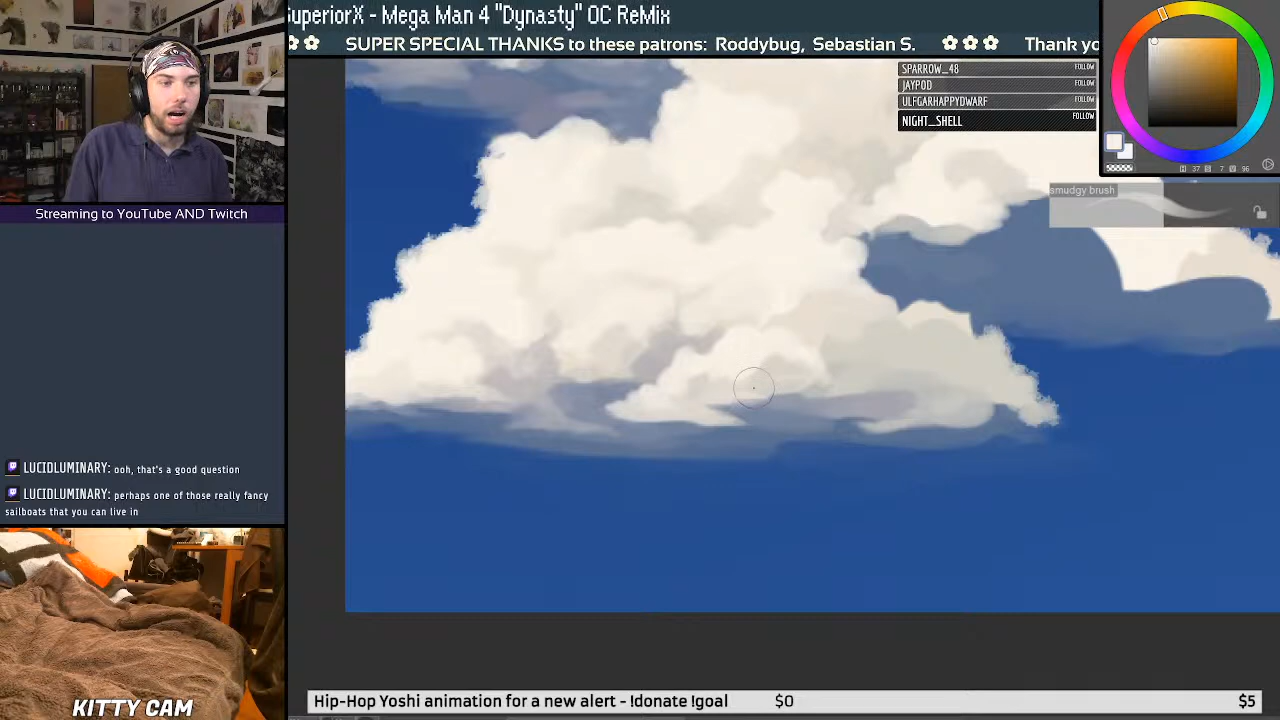 SuperiorX - Mega Man 4 "Dynasty" OC ReMix
SUPER SPECIAL THANKS to these patrons: Roddybug, Sebastian S. Thank yo
SPARROW_48 FOLLOW
JAYPOD FOLLOW
ULFGARHAPPYDWARF FOLLOW
NIGHT_SHELL FOLLOW
H 37 S 7 V 96
smudgy brush
Streaming to YouTube AND Twitch
LUCIDLUMINARY: ooh, that's a good question
LUCIDLUMINARY: perhaps one of those really fancy
sailboats that you can live in
KITTY CAM
Hip-Hop Yoshi animation for a new alert - !donate !goal $0 $5